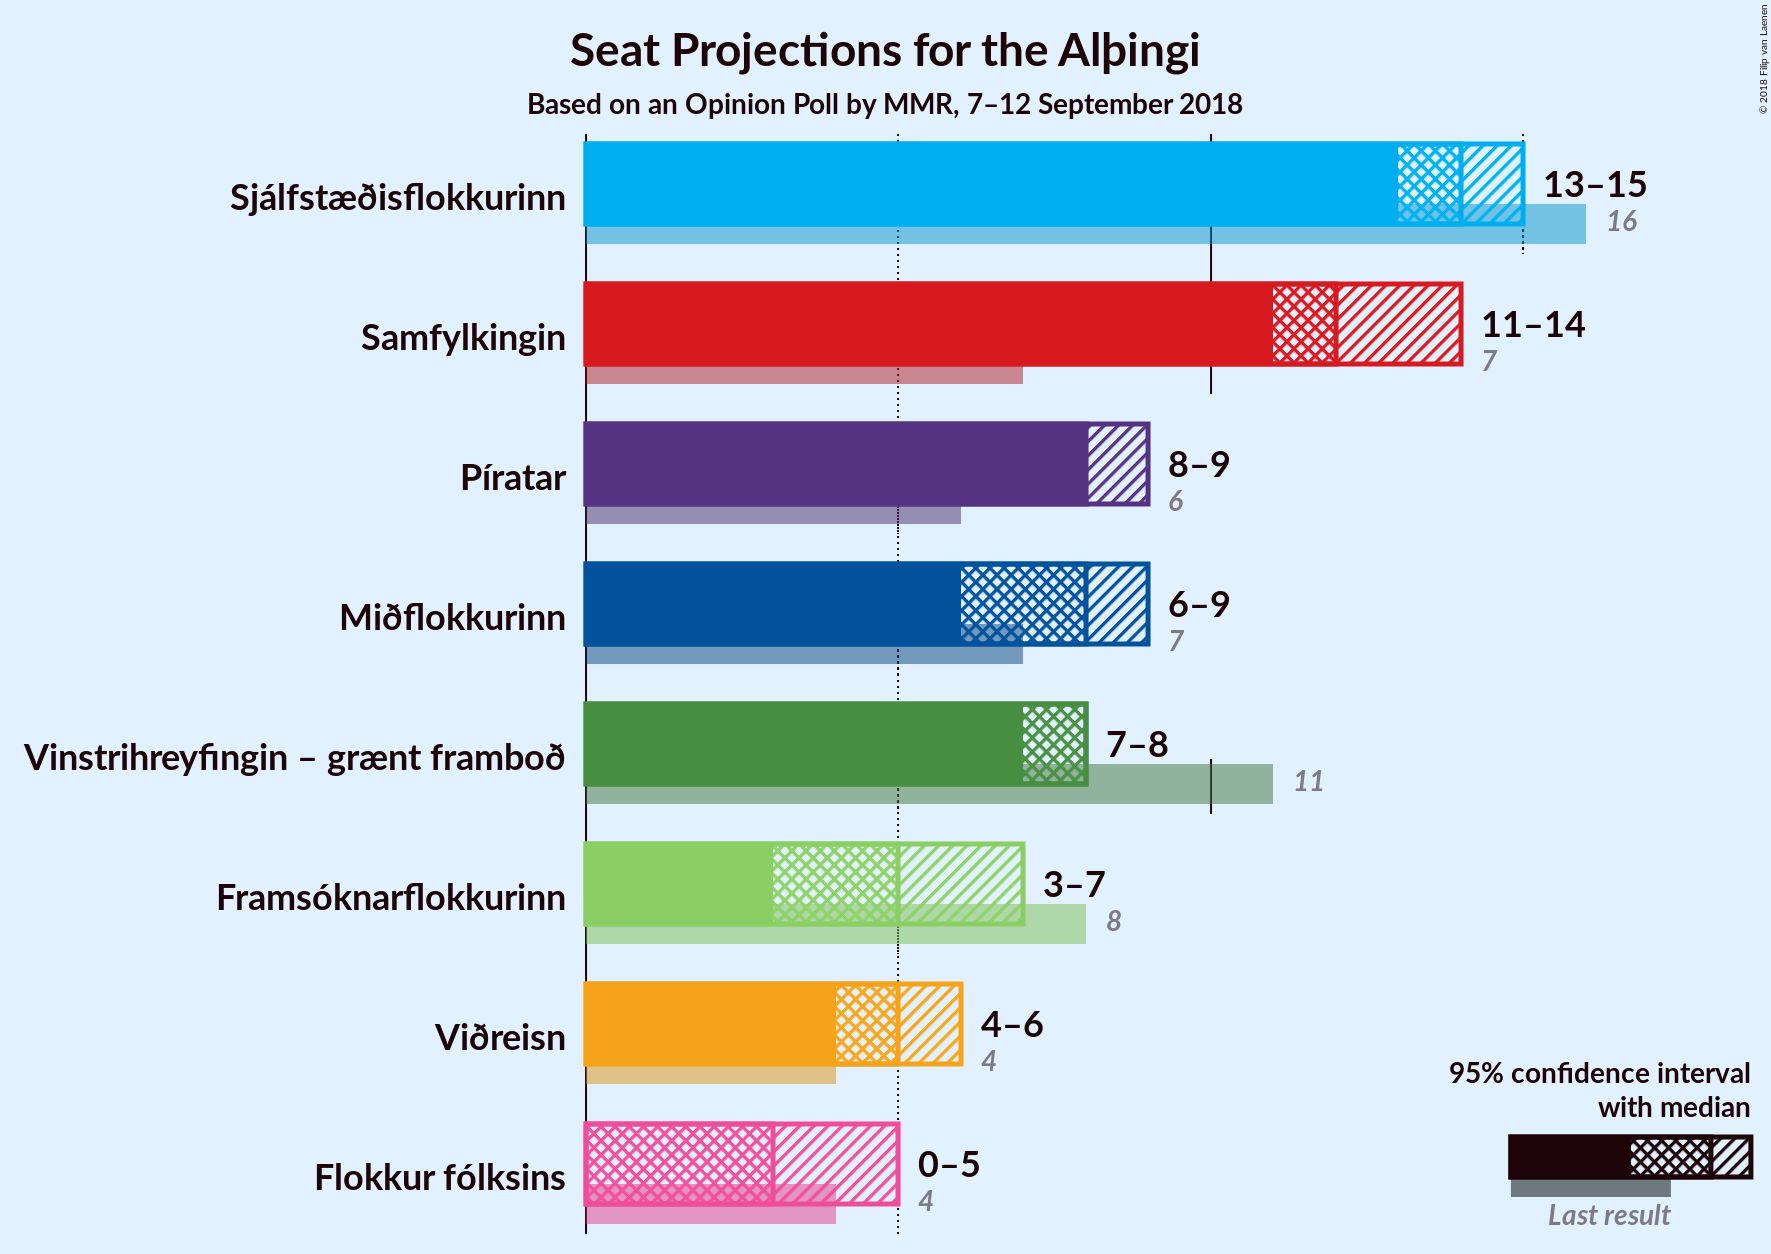 Seat Projections for the Alþingi
Based on an Opinion Poll by MMR, 7–12 September 2018
© 2018 Filip van Laenen
Sjálfstæðisflokkurinn
13–15
16
Samfylkingin
11–14
7
Píratar
8–9
6
Miðflokkurinn
6–9
7
Vinstrihreyfingin – grænt framboð
7–8
11
Framsóknarflokkurinn
3–7
8
Viðreisn
4–6
4
Flokkur fólksins
0–5
4
95% confidence interval
with median
Last result